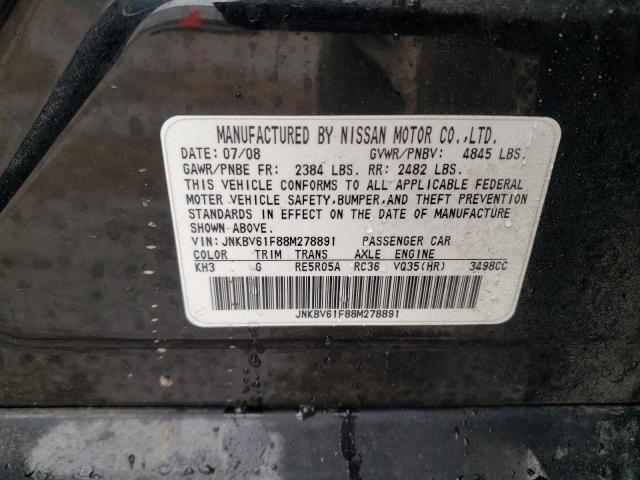 MANUFACTURED BY NISSAN MOTOR CO.,LTD.
DATE: 07/08 GVWR/PNBV: 4845 LBS.
GAWR/PNBE FR: 2384 LBS. RR: 2482 LBS.
THIS VEHICLE CONFORMS TO ALL APPLICABLE FEDERAL
MOTOR VEHICLE SAFETY,BUMPER,AND THEFT PREVENTION
STANDARDS IN EFFECT ON THE DATE OF MANUFACTURE
SHOWN ABOVE.
VIN: JNKBV61F88M278891 PASSENGER CAR
COLOR TRIM TRANS AXLE ENGINE
KH3 G RE5R05A RC36 VQ35(HR) 3498CC
JNKBV61F88M278891